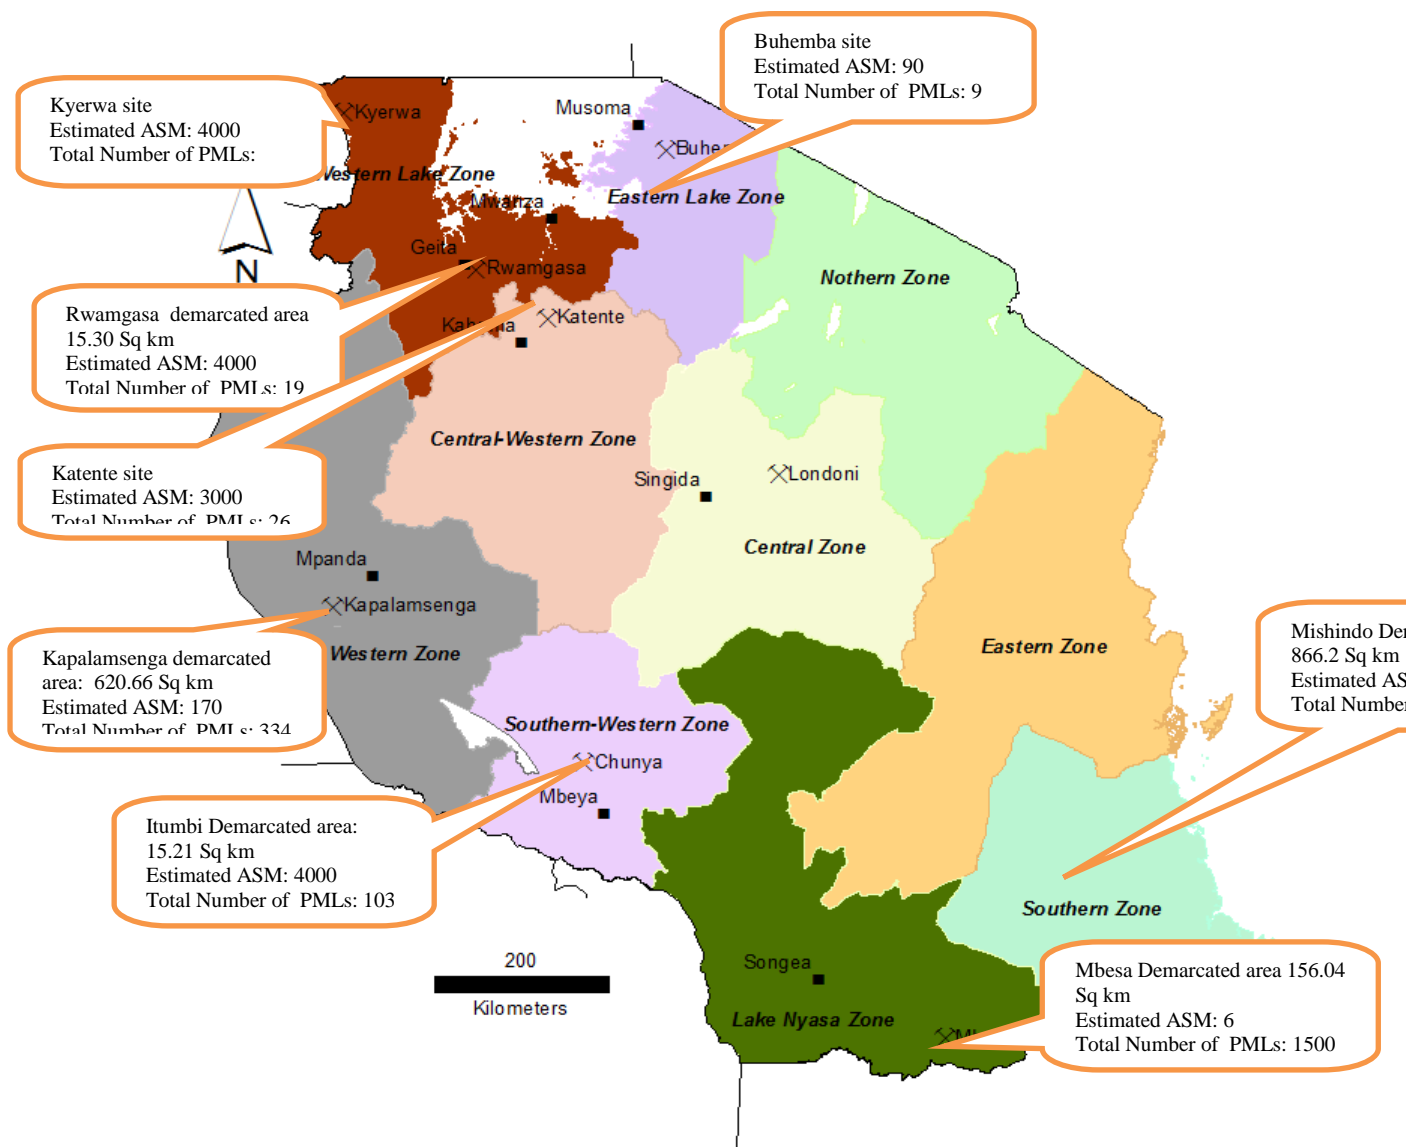 Buhemba site
Estimated ASM: 90
Total Number of PMLs: 9
Kyerwa site
Estimated ASM: 4000
Total Number of PMLs:
Kyerwa
Musoma
Western Lake Zone
Eastern Lake Zone
Mwanza
Geita
Rwamgasa
N
Nothern Zone
Rwamgasa demarcated area
15.30 Sq km
Estimated ASM: 4000
Total Number of PMLs: 19
Katente
Central-Western Zone
Katente site
Estimated ASM: 3000
Total Number of PMLs: 26
Singida
Londoni
Central Zone
Mpanda
Kapalamsenga
Western Zone
Kapalamsenga demarcated
area: 620.66 Sq km
Estimated ASM: 170
Total Number of PMLs: 334
Eastern Zone
Mishindo
866.2 Sq km
Estimated
Total Number
Southern-Western Zone
Chunya
Mbeya
Itumbi Demarcated area:
15.21 Sq km
Estimated ASM: 4000
Total Number of PMLs: 103
Southern Zone
200
Kilometers
Songea
Lake Nyasa Zone
Mbesa Demarcated area 156.04
Sq km
Estimated ASM: 6
Total Number of PMLs: 1500